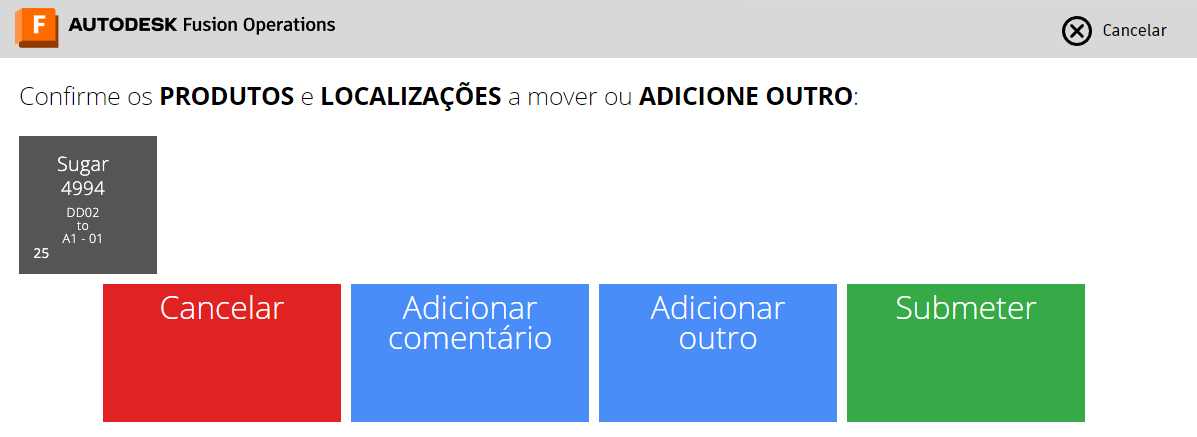 F AUTODESK Fusion Operations
Cancelar
Confirme os PRODUTOS e LOCALIZAÇÕES a mover ou ADICIONE OUTRO:
Sugar
4994
DD02
to
A1 - 01
25
Cancelar
Adicionar
comentário
Adicionar
outro
Submeter